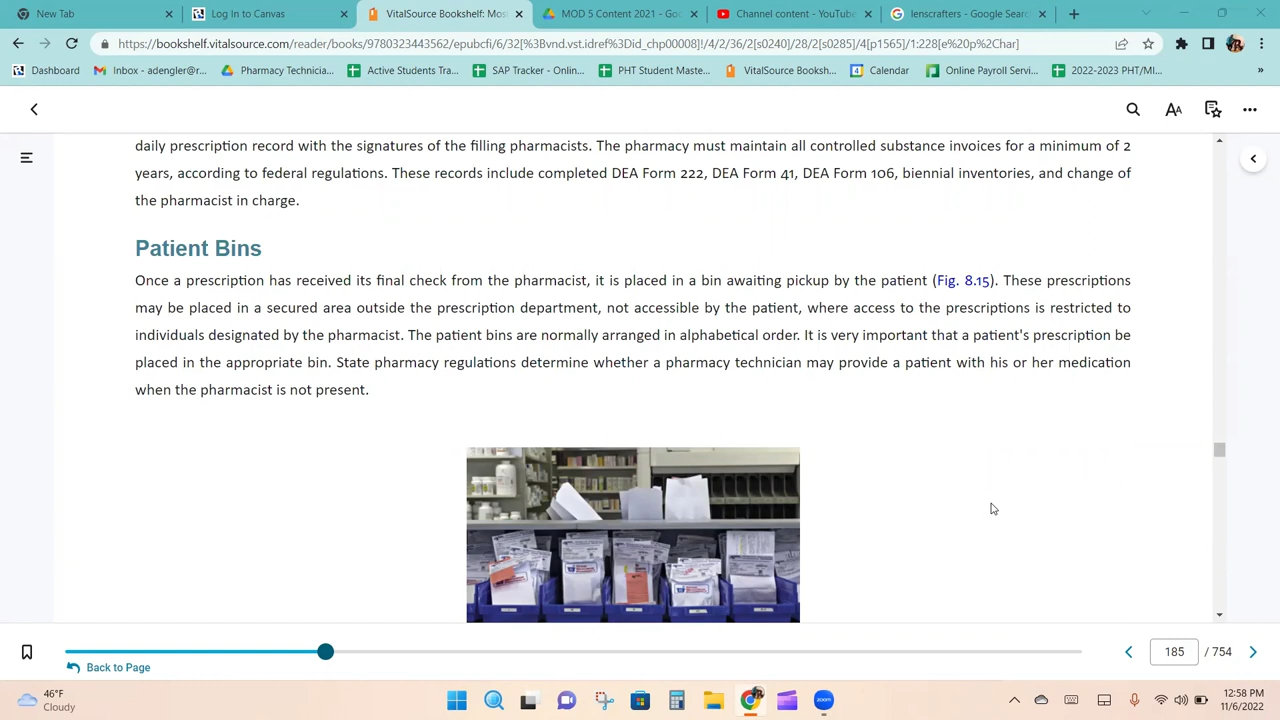 New Tab
Log In to Canvas
VitalSource Bookshelf: Mos
MOD 5 Content 2021 - Goo
Channel content - YouTube
lenscrafters - Google Searc
https://bookshelf.vitalsource.com/reader/books/9780323443562/epubcfi/6/32[%3Bvnd.vst.idref%3Did_chp00008]!/4/2/36/2[s0240]/28/2[s0285]/4[p1565]/1:228[e%20p%2Char]
Dashboard
Inbox - adengler@r...
Pharmacy Technicia...
Active Students Tra...
SAP Tracker - Onlin...
PHT Student Maste...
VitalSource Booksh...
Calendar
Online Payroll Servi...
2022-2023 PHT/MI...
daily prescription record with the signatures of the filling pharmacists. The pharmacy must maintain all controlled substance invoices for a minimum of 2
years, according to federal regulations. These records include completed DEA Form 222, DEA Form 41, DEA Form 106, biennial inventories, and change of
the pharmacist in charge.
Patient Bins
Once a prescription has received its final check from the pharmacist, it is placed in a bin awaiting pickup by the patient (Fig. 8.15). These prescriptions
may be placed in a secured area outside the prescription department, not accessible by the patient, where access to the prescriptions is restricted to
individuals designated by the pharmacist. The patient bins are normally arranged in alphabetical order. It is very important that a patient's prescription be
placed in the appropriate bin. State pharmacy regulations determine whether a pharmacy technician may provide a patient with his or her medication
when the pharmacist is not present.
185 / 754
Back to Page
46°F
Cloudy
zoom
12:58 PM
11/6/2022